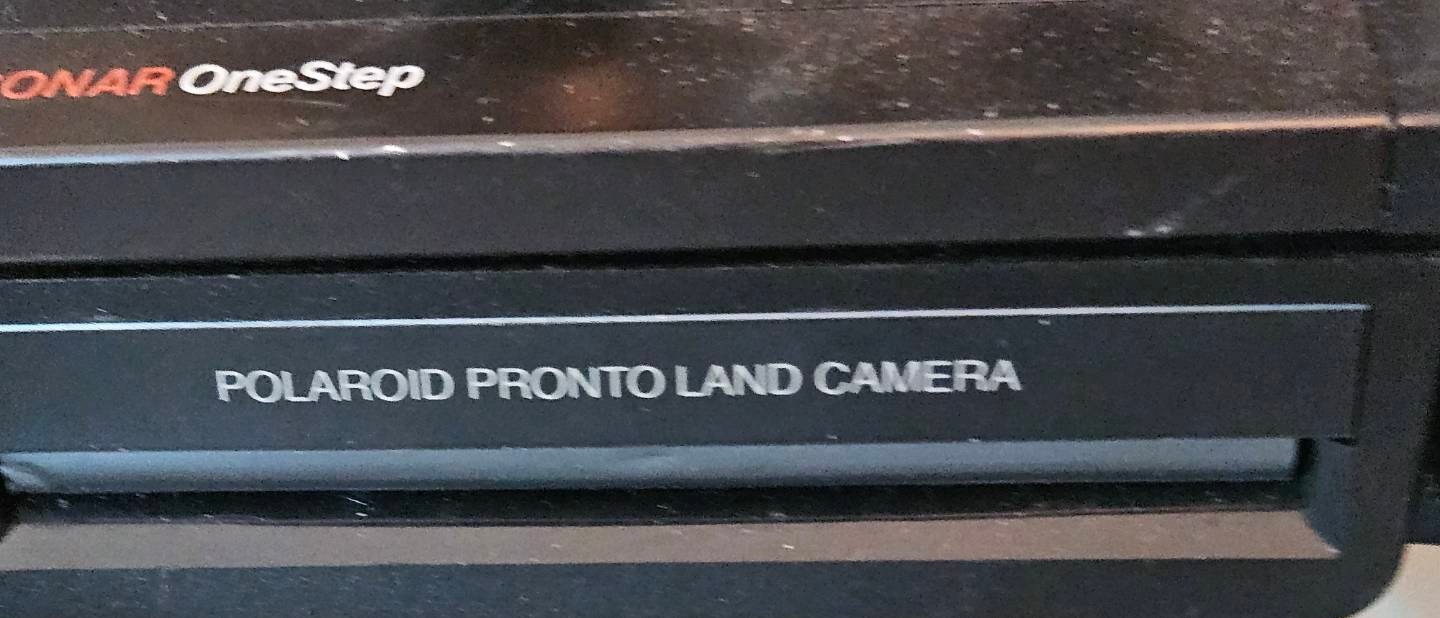 ONAR OneStep
POLAROID PRONTO LAND CAMERA